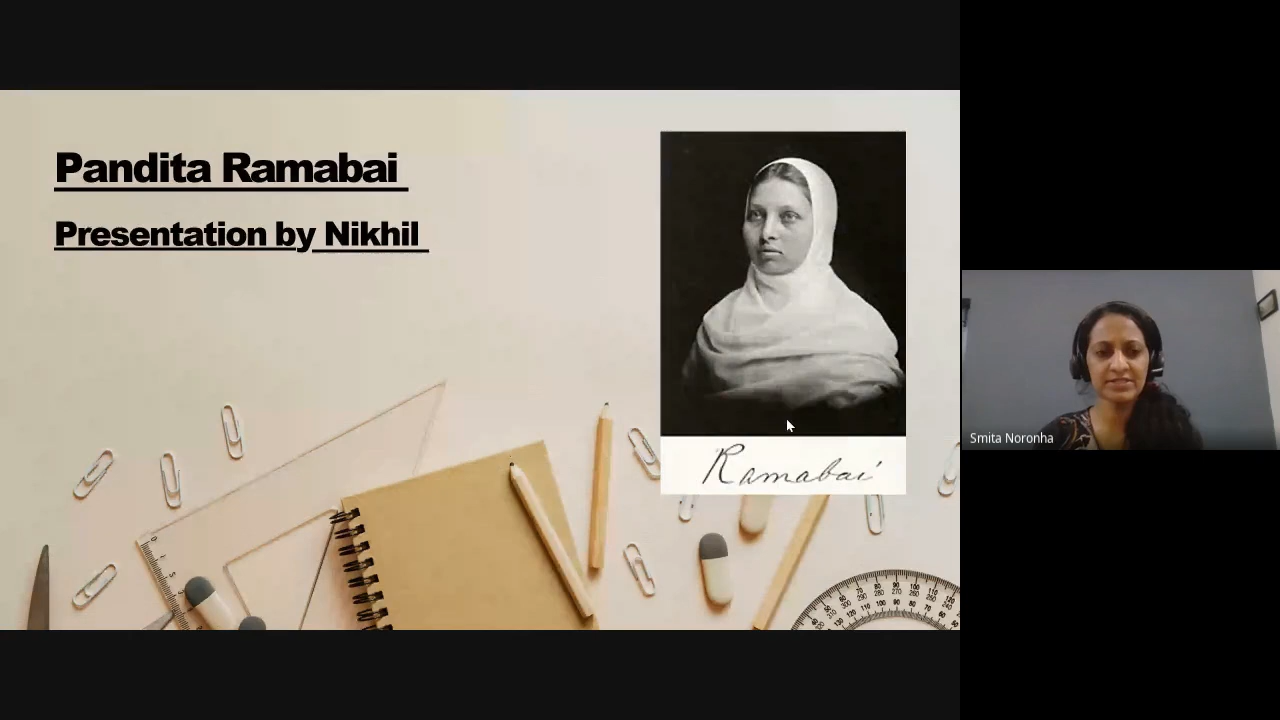 Pandita Ramabai
Presentation by Nikhil
Ramabai
Smita Noronha